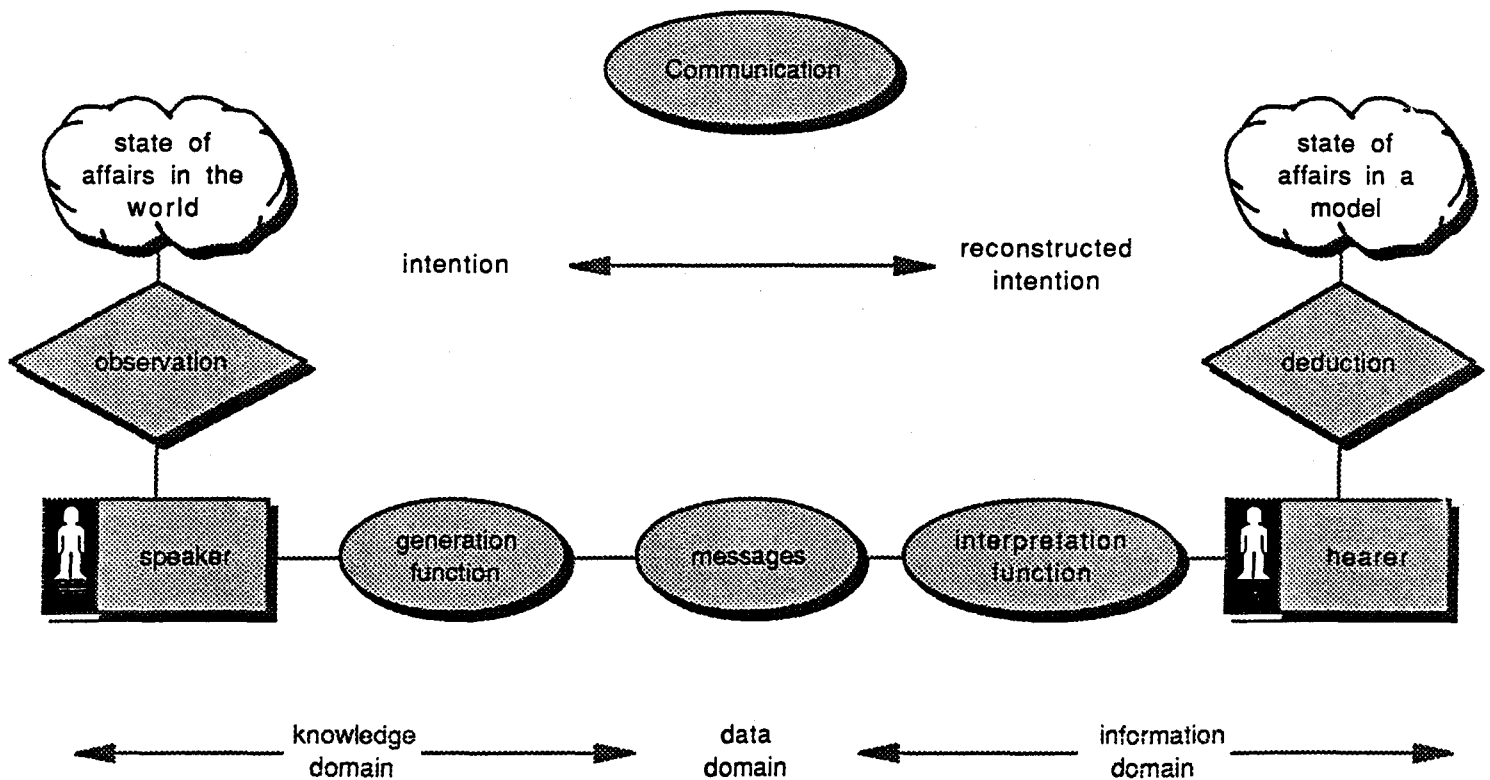 Communication
state of
affairs in the
world
state of
affairs in a
model
intention
reconstructed
intention
observation
deduction
speaker
generation
function
messages
interpretation
function
hearer
knowledge
domain
data
domain
information
domain